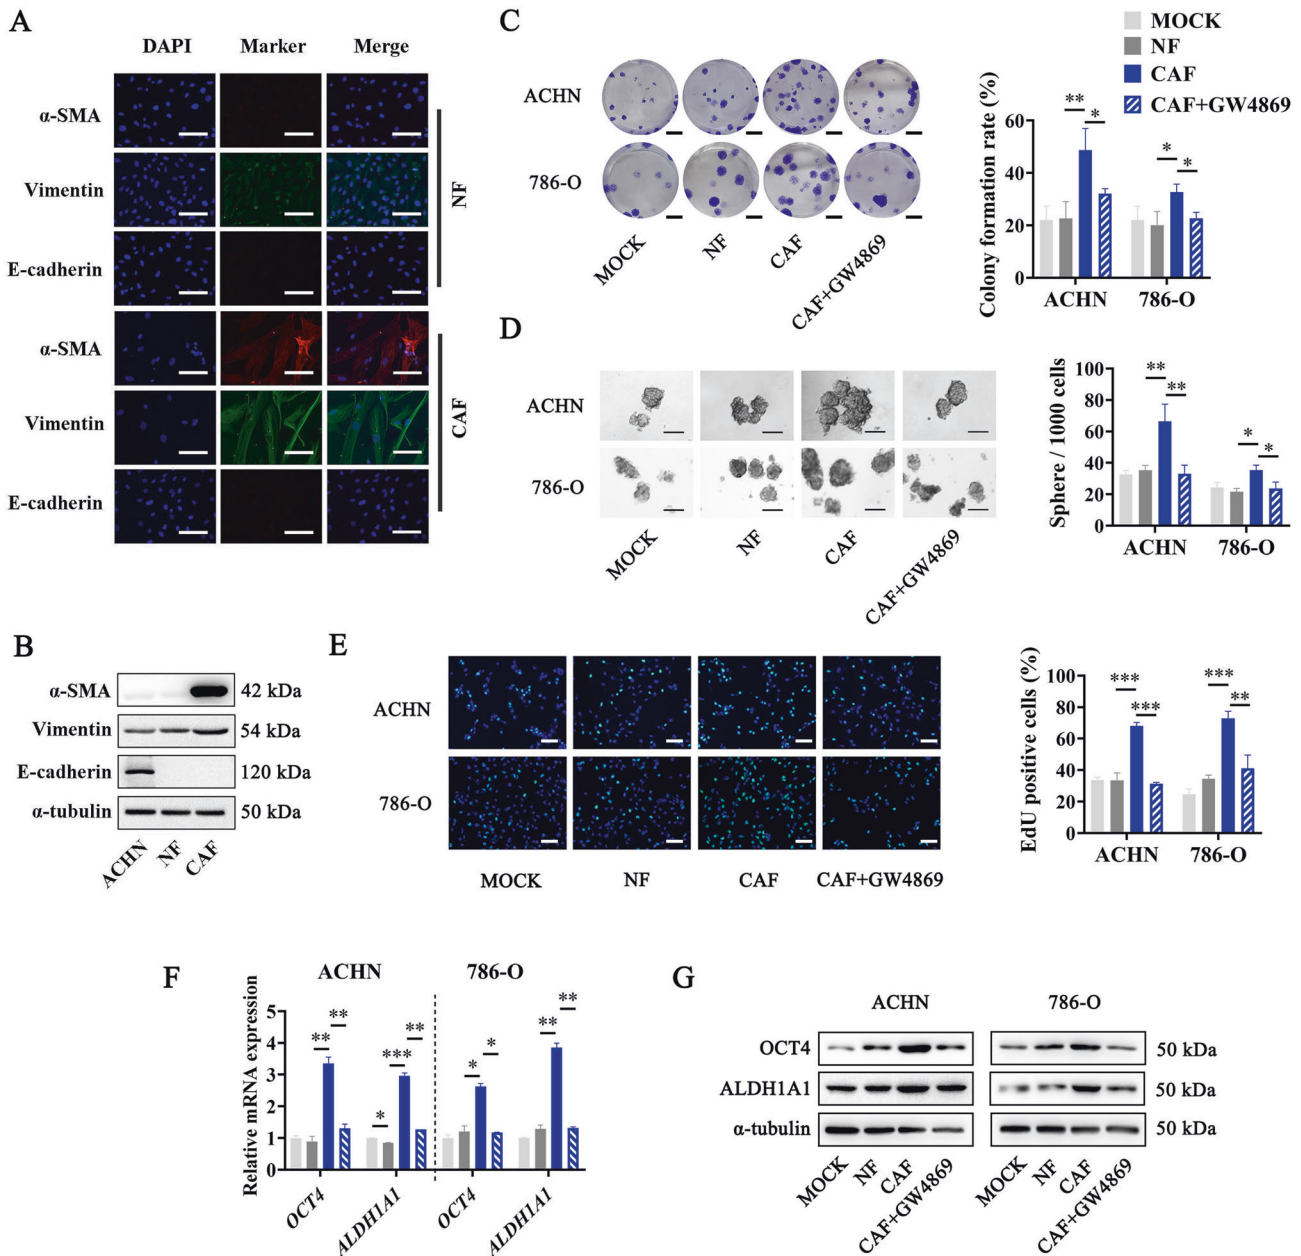 A
DAPI Marker Merge
α-SMA
Vimentin
E-cadherin
NF
α-SMA
Vimentin
E-cadherin
CAF
B
α-SMA 42 kDa
Vimentin 54 kDa
E-cadherin 120 kDa
α-tubulin 50 kDa
ACHN NF CAF
C
ACHN
786-O
MOCK NF CAF CAF+GW4869
MOCK
NF
CAF
CAF+GW4869
Colony formation rate (%)
60
40
20
0
** * * *
ACHN 786-O
D
ACHN
786-O
MOCK NF CAF CAF+GW4869
Sphere / 1000 cells
100
80
60
40
20
0
** ** * *
ACHN 786-O
E
ACHN
786-O
MOCK NF CAF CAF+GW4869
EdU positive cells (%)
100
80
60
40
20
0
*** *** *** **
ACHN 786-O
F
ACHN 786-O
Relative mRNA expression
5
4
3
2
1
0
** ** * *** ** * * ** **
OCT4 ALDH1A1 OCT4 ALDH1A1
G
ACHN 786-O
OCT4 50 kDa
ALDH1A1 50 kDa
α-tubulin 50 kDa
MOCK NF CAF CAF+GW4869 MOCK NF CAF CAF+GW4869